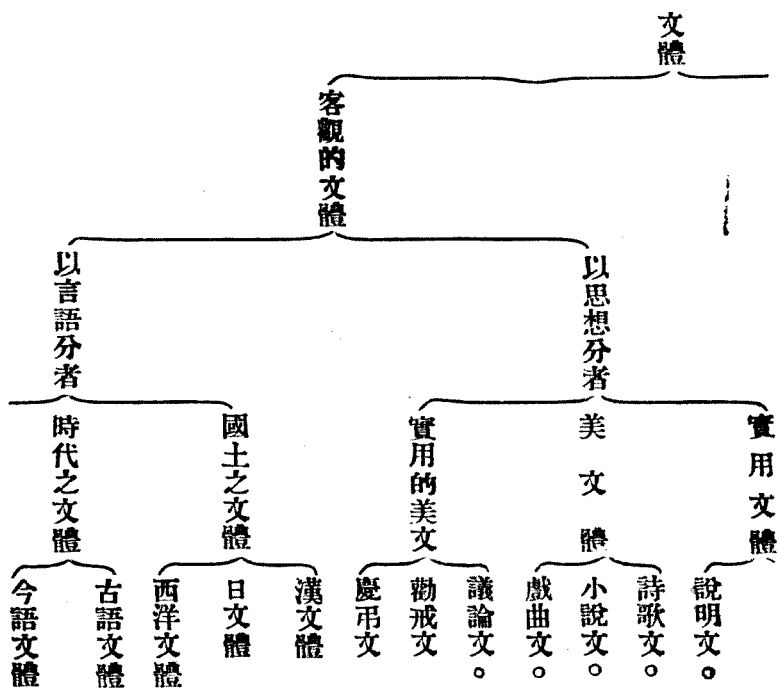 文體
客觀的文體
以思想分者
以言語分者
實用文體
美文體
實用的美文
國土之文體
時代之文體
說明文。
詩歌文。
小說文。
戲曲文。
議論文。
勸戒文
慶弔文
漢文體
日文體
西洋文體
古語文體
今語文體